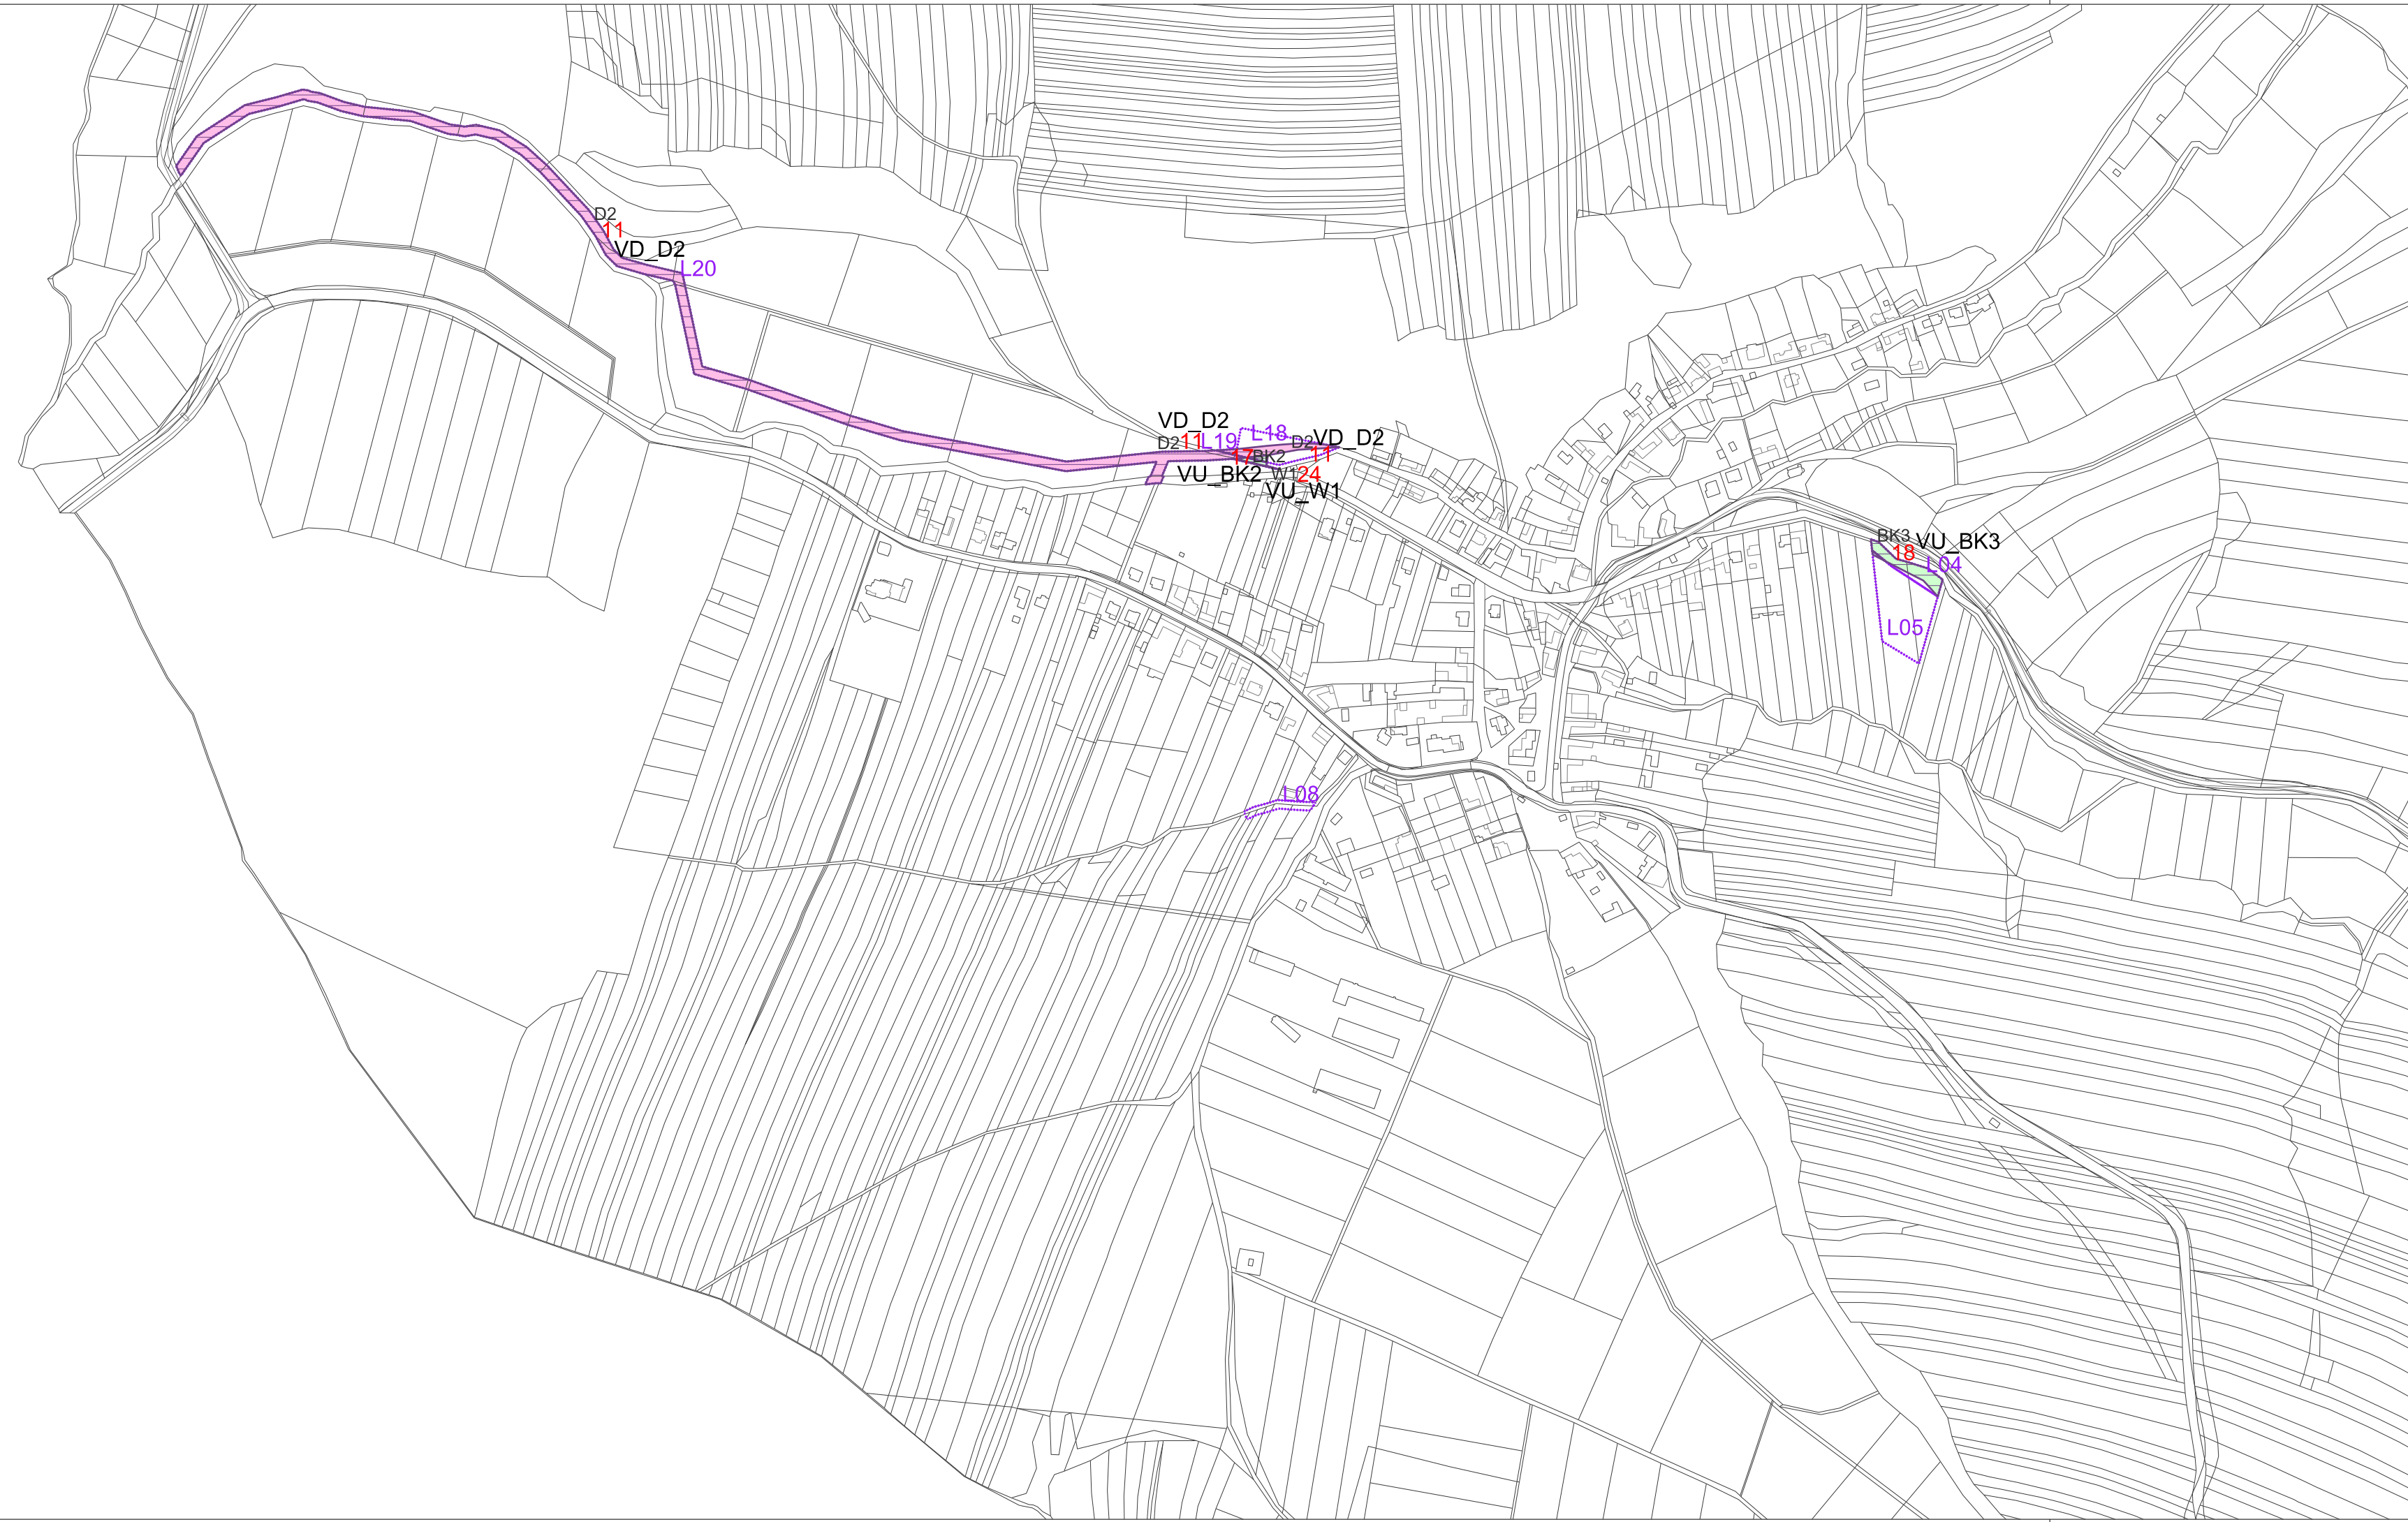 D2
11
VD_D2
L20
VD_D2
D2 11 L19 L18 D2 VD_D2
17 BK2 11
VU_BK2 W1 24
VU_W1
BK3 VU_BK3
18
L04
L05
L08